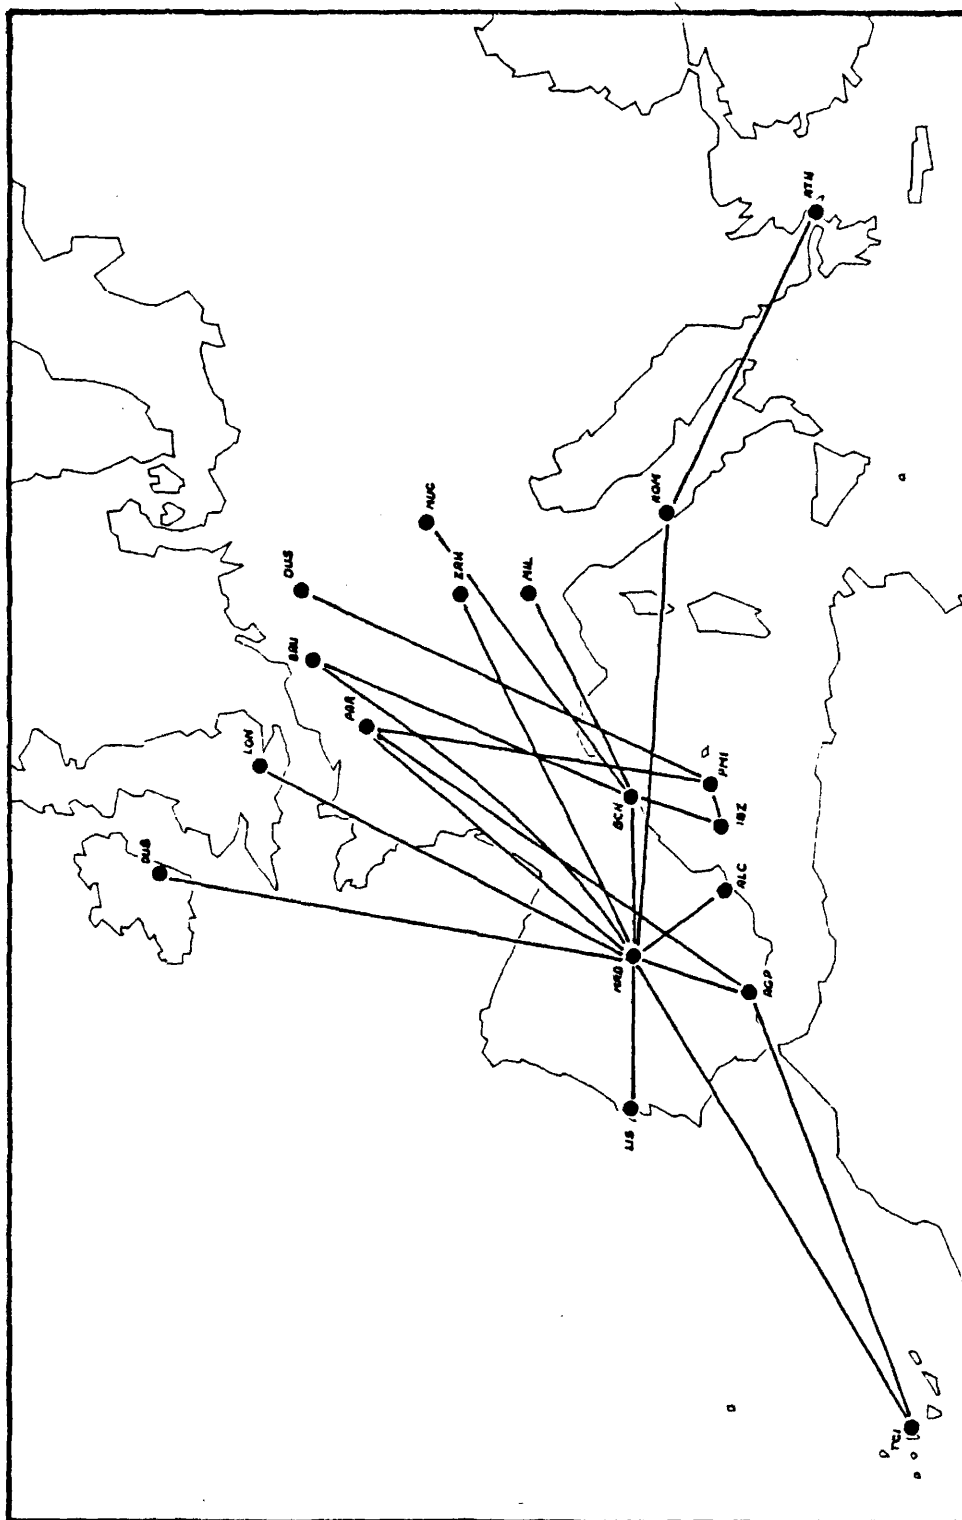 DUB
LON
PAR
BRU
DUS
MUC
ZRH
MIL
ROM
ATH
BCN
PMI
IBZ
ALC
MAD
AGP
LIS
TCI